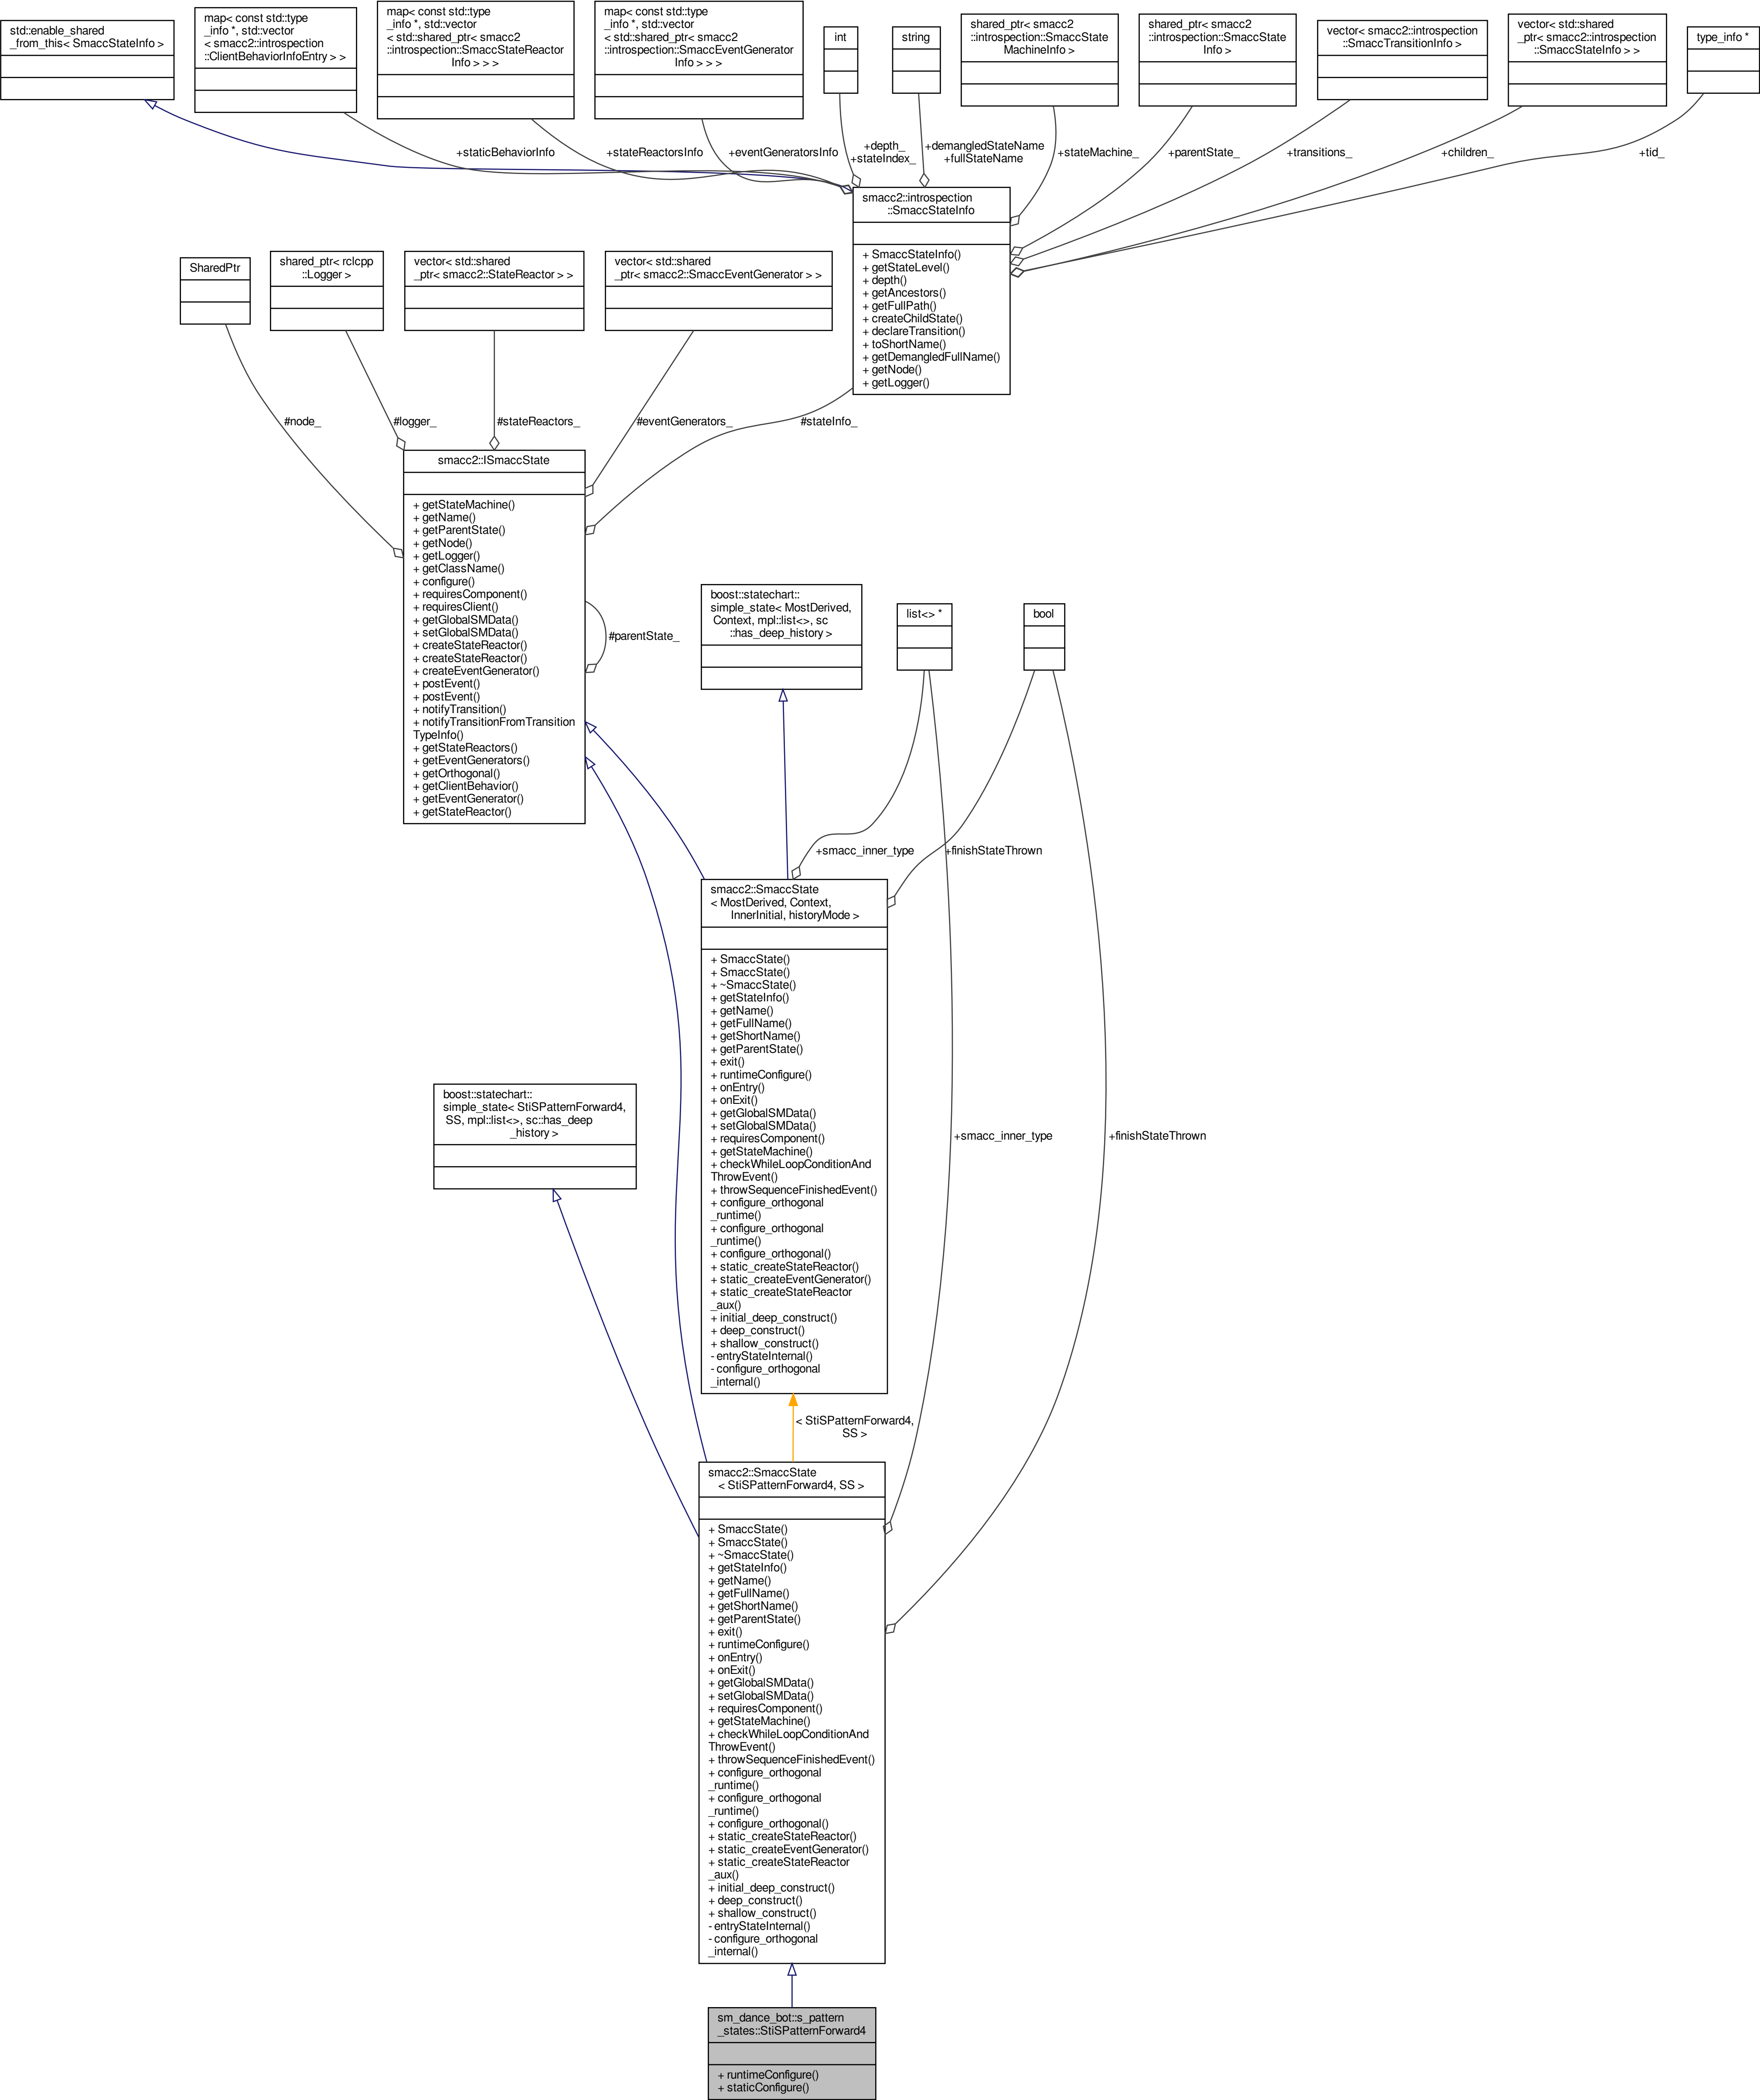 std::enable_shared
_from_this< SmaccStateInfo >
map< const std::type
_info *, std::vector
< smacc2::introspection
::ClientBehaviorInfoEntry > >
map< const std::type
_info *, std::vector
< std::shared_ptr< smacc2
::introspection::SmaccStateReactor
Info > > >
map< const std::type
_info *, std::vector
< std::shared_ptr< smacc2
::introspection::SmaccEventGenerator
Info > > >
int
string
shared_ptr< smacc2
::introspection::SmaccState
MachineInfo >
shared_ptr< smacc2
::introspection::SmaccState
Info >
vector< smacc2::introspection
::SmaccTransitionInfo >
vector< std::shared
_ptr< smacc2::introspection
::SmaccStateInfo > >
type_info *
+staticBehaviorInfo
+stateReactorsInfo
+eventGeneratorsInfo
+depth_
+stateIndex_
+demangledStateName
+fullStateName
+stateMachine_
+parentState_
+transitions_
+children_
+tid_
smacc2::introspection
::SmaccStateInfo
+ SmaccStateInfo()
+ getStateLevel()
+ depth()
+ getAncestors()
+ getFullPath()
+ createChildState()
+ declareTransition()
+ toShortName()
+ getDemangledFullName()
+ getNode()
+ getLogger()
SharedPtr
shared_ptr< rclcpp
::Logger >
vector< std::shared
_ptr< smacc2::StateReactor > >
vector< std::shared
_ptr< smacc2::SmaccEventGenerator > >
#node_
#logger_
#stateReactors_
#eventGenerators_
#stateInfo_
smacc2::ISmaccState
+ getStateMachine()
+ getName()
+ getParentState()
+ getNode()
+ getLogger()
+ getClassName()
+ configure()
+ requiresComponent()
+ requiresClient()
+ getGlobalSMData()
+ setGlobalSMData()
+ createStateReactor()
+ createStateReactor()
+ createEventGenerator()
+ postEvent()
+ postEvent()
+ notifyTransition()
+ notifyTransitionFromTransition
TypeInfo()
+ getStateReactors()
+ getEventGenerators()
+ getOrthogonal()
+ getClientBehavior()
+ getEventGenerator()
+ getStateReactor()
#parentState_
boost::statechart::
simple_state< MostDerived,
Context, mpl::list<>, sc
::has_deep_history >
list<> *
bool
+smacc_inner_type
+finishStateThrown
smacc2::SmaccState
< MostDerived, Context,
InnerInitial, historyMode >
+ SmaccState()
+ SmaccState()
+ ~SmaccState()
+ getStateInfo()
+ getName()
+ getFullName()
+ getShortName()
+ getParentState()
+ exit()
+ runtimeConfigure()
+ onEntry()
+ onExit()
+ getGlobalSMData()
+ setGlobalSMData()
+ requiresComponent()
+ getStateMachine()
+ checkWhileLoopConditionAnd
ThrowEvent()
+ throwSequenceFinishedEvent()
+ configure_orthogonal
_runtime()
+ configure_orthogonal
_runtime()
+ configure_orthogonal()
+ static_createStateReactor()
+ static_createEventGenerator()
+ static_createStateReactor
_aux()
+ initial_deep_construct()
+ deep_construct()
+ shallow_construct()
- entryStateInternal()
- configure_orthogonal
_internal()
boost::statechart::
simple_state< StiSPatternForward4,
SS, mpl::list<>, sc::has_deep
_history >
+smacc_inner_type
+finishStateThrown
< StiSPatternForward4,
SS >
smacc2::SmaccState
< StiSPatternForward4, SS >
+ SmaccState()
+ SmaccState()
+ ~SmaccState()
+ getStateInfo()
+ getName()
+ getFullName()
+ getShortName()
+ getParentState()
+ exit()
+ runtimeConfigure()
+ onEntry()
+ onExit()
+ getGlobalSMData()
+ setGlobalSMData()
+ requiresComponent()
+ getStateMachine()
+ checkWhileLoopConditionAnd
ThrowEvent()
+ throwSequenceFinishedEvent()
+ configure_orthogonal
_runtime()
+ configure_orthogonal
_runtime()
+ configure_orthogonal()
+ static_createStateReactor()
+ static_createEventGenerator()
+ static_createStateReactor
_aux()
+ initial_deep_construct()
+ deep_construct()
+ shallow_construct()
- entryStateInternal()
- configure_orthogonal
_internal()
sm_dance_bot::s_pattern
_states::StiSPatternForward4
+ runtimeConfigure()
+ staticConfigure()